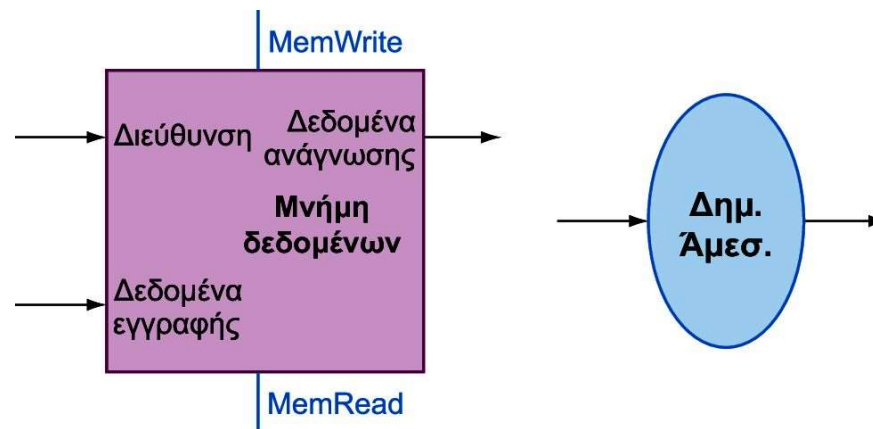 MemWrite
Διεύθυνση
Δεδομένα
ανάγνωσης
Μνήμη
δεδομένων
Δεδομένα
εγγραφής
MemRead
Δημ.
Άμεσ.